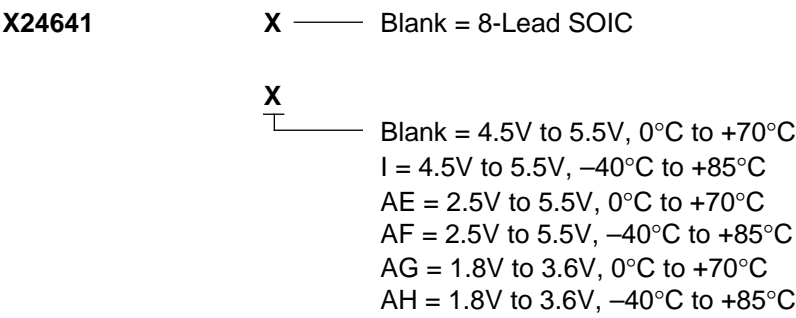 X24641 X Blank = 8-Lead SOIC
X
Blank = 4.5V to 5.5V, 0°C to +70°C
I = 4.5V to 5.5V, –40°C to +85°C
AE = 2.5V to 5.5V, 0°C to +70°C
AF = 2.5V to 5.5V, –40°C to +85°C
AG = 1.8V to 3.6V, 0°C to +70°C
AH = 1.8V to 3.6V, –40°C to +85°C